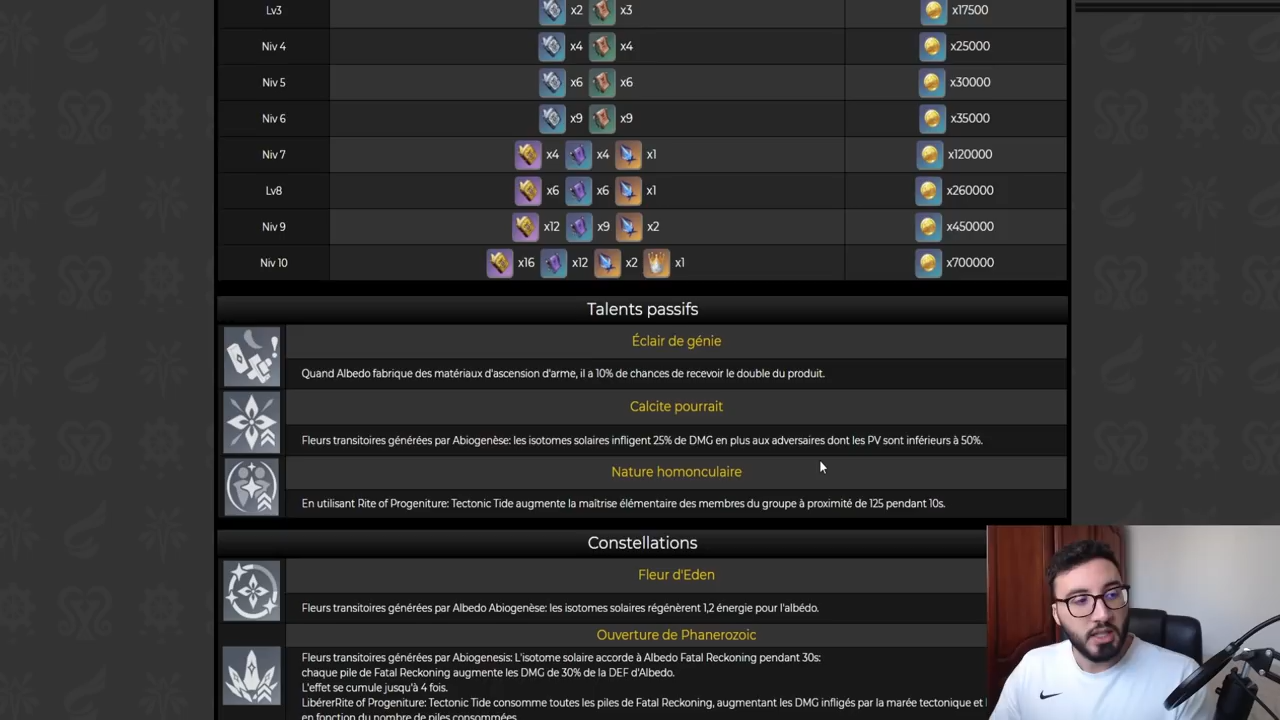 Lv3 x2 x3 x17500
Niv 4 x4 x4 x25000
Niv 5 x6 x6 x30000
Niv 6 x9 x9 x35000
Niv 7 x4 x4 x1 x120000
Lv8 x6 x6 x1 x260000
Niv 9 x12 x9 x2 x450000
Niv 10 x16 x12 x2 x1 x700000
Talents passifs
Éclair de génie
Quand Albedo fabrique des matériaux d'ascension d'arme, il a 10% de chances de recevoir le double du produit.
Calcite pourrait
Fleurs transitoires générées par Abiogenèse: les isotomes solaires infligent 25% de DMG en plus aux adversaires dont les PV sont inférieurs à 50%.
Nature homonculaire
En utilisant Rite of Progeniture: Tectonic Tide augmente la maîtrise élémentaire des membres du groupe à proximité de 125 pendant 10s.
Constellations
Fleur d'Eden
Fleurs transitoires générées par Albedo Abiogenèse: les isotomes solaires régénèrent 1,2 énergie pour l'albédo.
Ouverture de Phanerozoic
Fleurs transitoires générées par Abiogenesis: L'isotome solaire accorde à Albedo Fatal Reckoning pendant 30s:
chaque pile de Fatal Reckoning augmente les DMG de 30% de la DEF d'Albedo.
L'effet se cumule jusqu'à 4 fois.
LibérerRite of Progeniture: Tectonic Tide consomme toutes les piles de Fatal Reckoning, augmentant les DMG infligés par la marée tectonique et
en fonction du nombre de piles consommées.